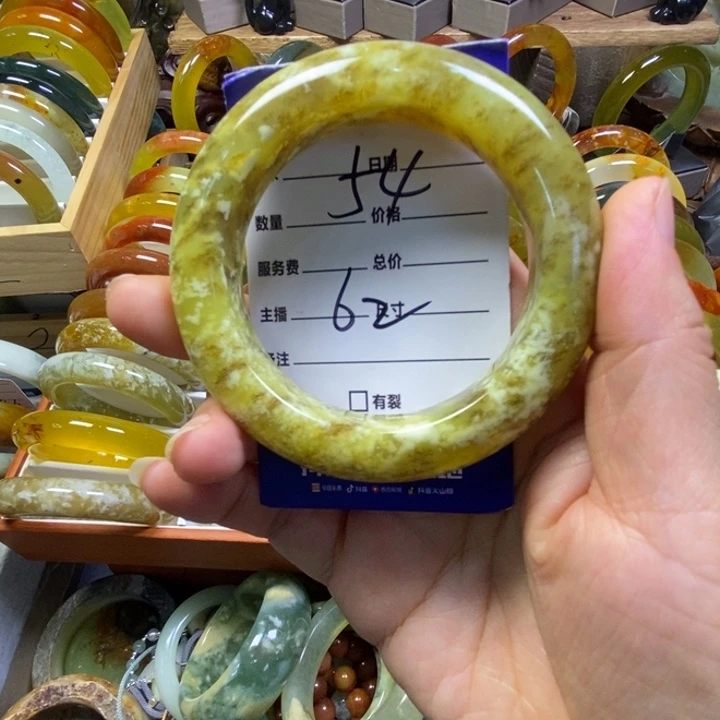 54 日期
数量 价格
服务费 总价
主播 62 尺寸
注
有裂